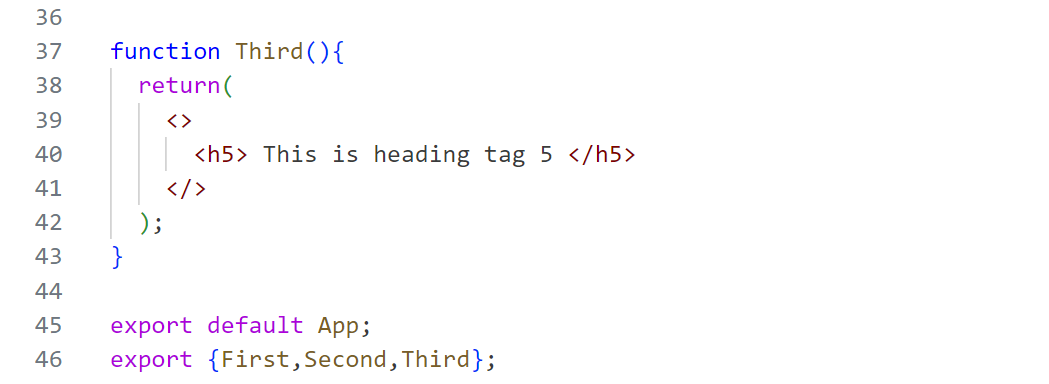 36
37 function Third(){
38 return(
39 <>
40 <h5> This is heading tag 5 </h5>
41 </>
42 );
43 }
44
45 export default App;
46 export {First,Second,Third};